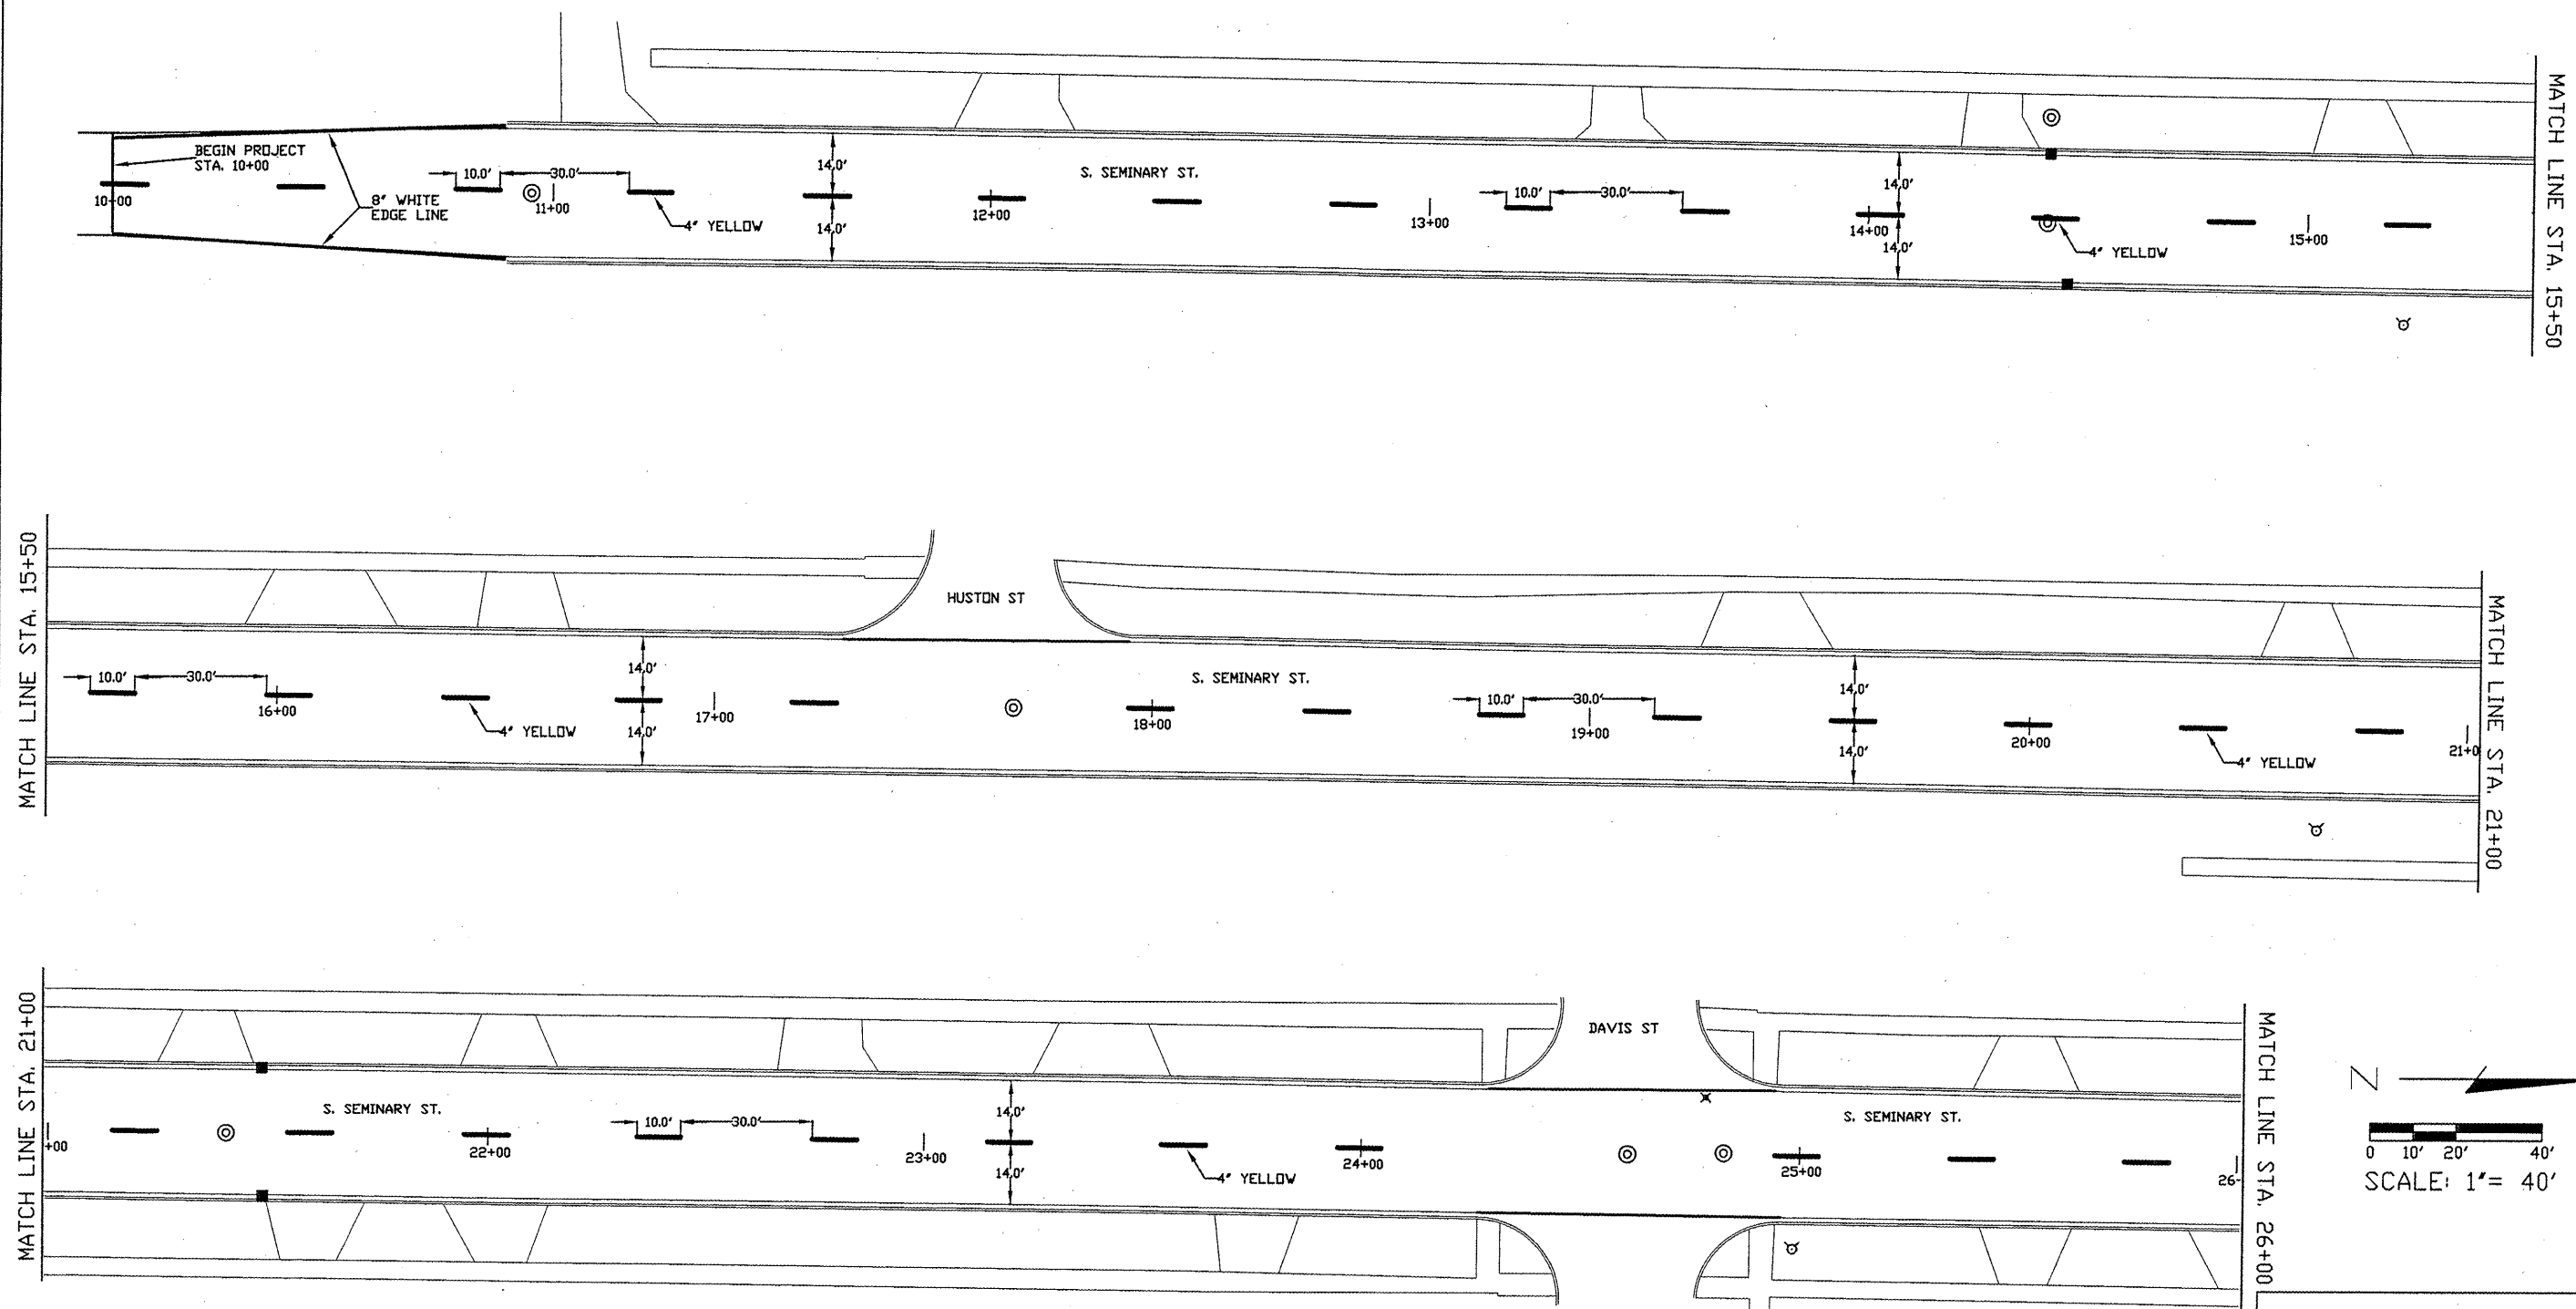 BEGIN PROJECT
STA. 10+00
10+00
8" WHITE
EDGE LINE
10.0'
30.0'
11+00
4" YELLOW
14.0'
14.0'
12+00
S. SEMINARY ST.
13+00
10.0'
30.0'
14.0'
14+00
14.0'
4" YELLOW
15+00
MATCH LINE STA. 15+50
MATCH LINE STA. 15+50
10.0'
30.0'
16+00
4" YELLOW
14.0'
14.0'
17+00
HUSTON ST
S. SEMINARY ST.
18+00
10.0'
30.0'
19+00
14.0'
14.0'
20+00
4" YELLOW
21+0
MATCH LINE STA. 21+00
MATCH LINE STA. 21+00
+00
S. SEMINARY ST.
22+00
10.0'
30.0'
23+00
14.0'
14.0'
4" YELLOW
24+00
DAVIS ST
S. SEMINARY ST.
25+00
26-
MATCH LINE STA. 26+00
N
0 10' 20' 40'
SCALE: 1"= 40'